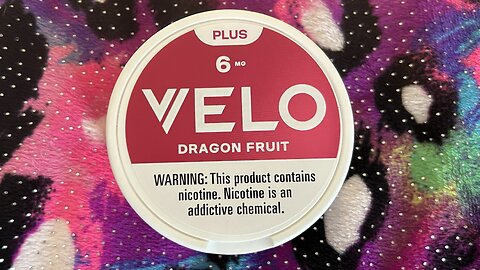 PLUS
6 MG
VELO
DRAGON FRUIT
WARNING: This product contains
nicotine. Nicotine is an
addictive chemical.